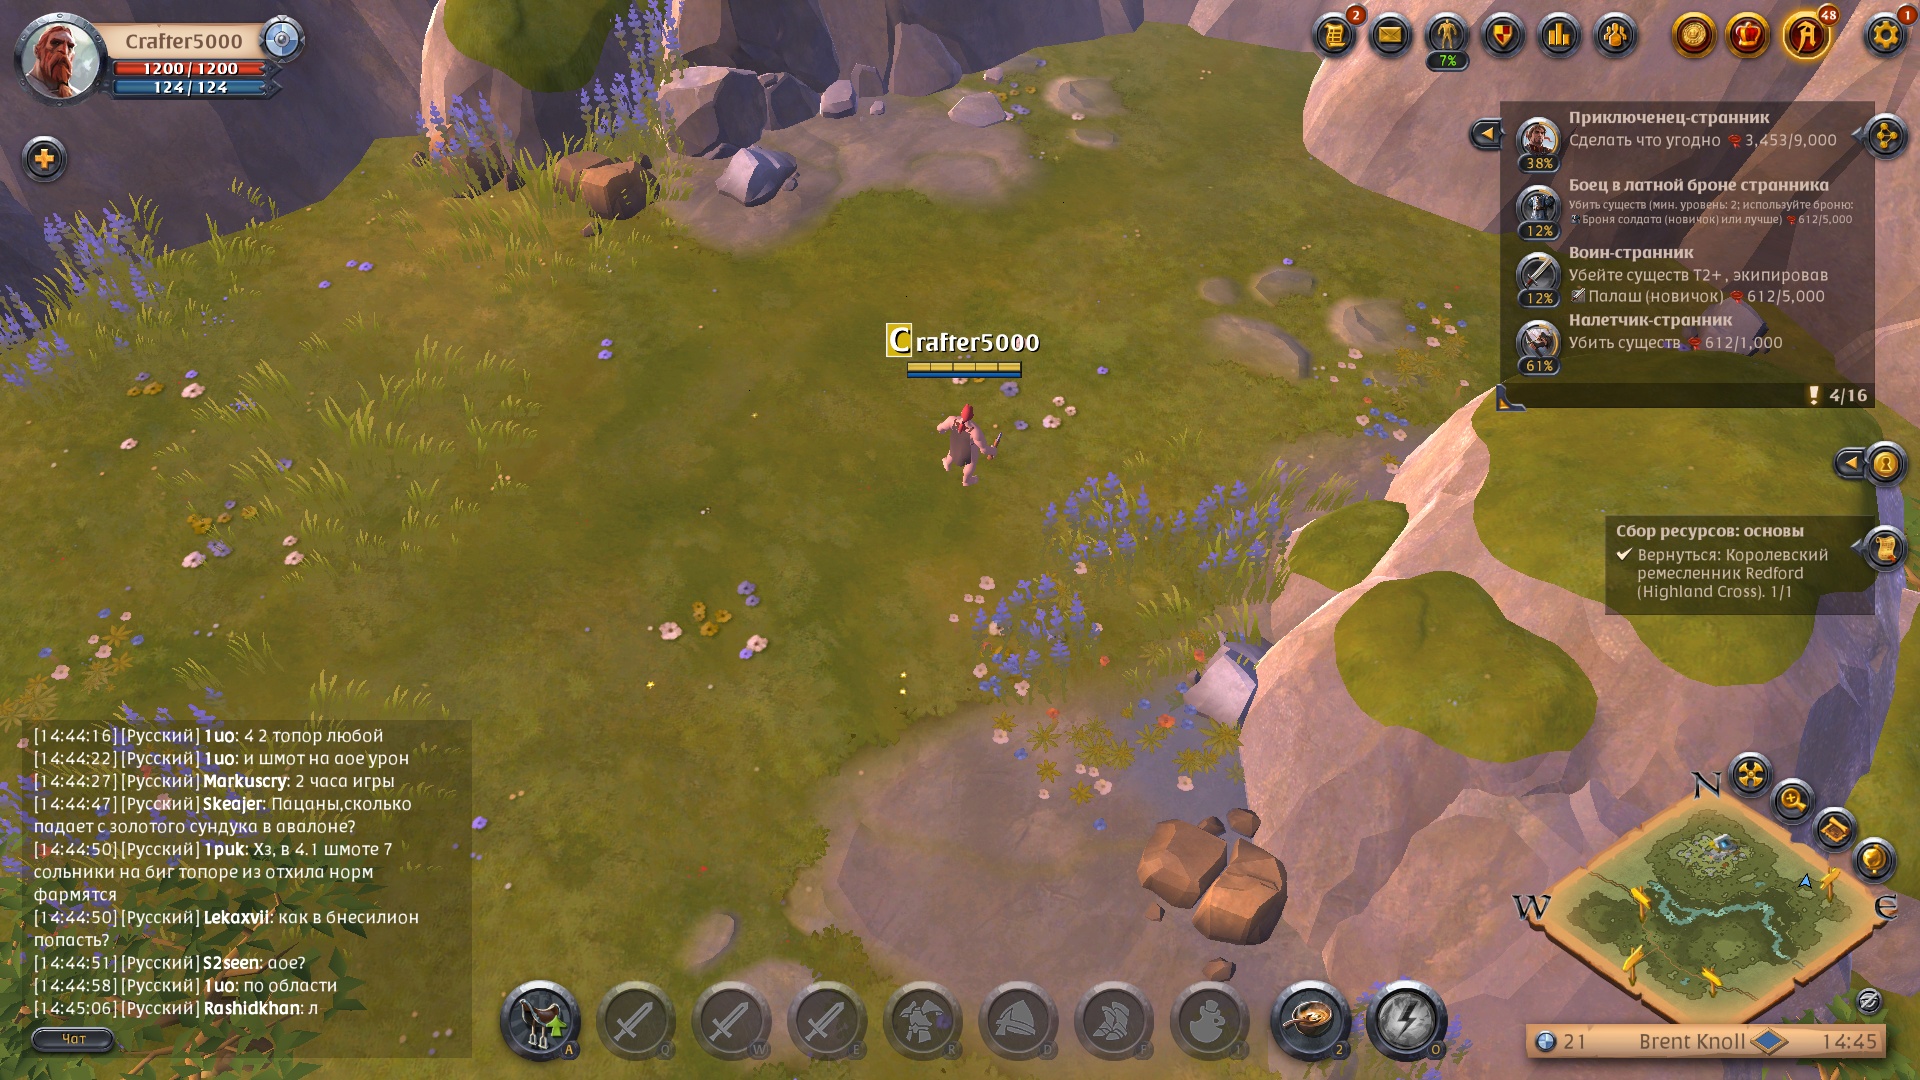 Crafter5000
1200/1200
124/124
2
7%
48
1
Приключенец-странник
Сделать что угодно 3,453/9,000
38%
Боец в латной броне странника
Убить существ (мин. уровень: 2; используйте броню:
Броня солдата (новичок) или лучше) 612/5,000
12%
Воин-странник
Убейте существ T2+, экипировав
Палаш (новичок) 612/5,000
12%
Налетчик-странник
Убить существ 612/1,000
61%
4/16
Crafter5000
Сбор ресурсов: основы
Вернуться: Королевский
ремесленник Redford
(Highland Cross). 1/1
[14:44:16] [Русский] 1uo: 4 2 топор любой
[14:44:22] [Русский] 1uo: и шмот на аое урон
[14:44:27] [Русский] Markuscry: 2 часа игры
[14:44:47] [Русский] Skeajer: Пацаны,сколько
падает с золотого сундука в авалоне?
[14:44:50] [Русский] 1puk: Хз, в 4.1 шмоте 7
сольники на биг топоре из отхила норм
фармятся
[14:44:50] [Русский] Lekaxvii: как в бнесилион
попасть?
[14:44:51] [Русский] S2seen: аое?
[14:44:58] [Русский] 1uo: по области
[14:45:06] [Русский] Rashidkhan: л
Чат
A
Q
W
E
R
D
F
1
2
O
N
W
E
21
Brent Knoll
14:45